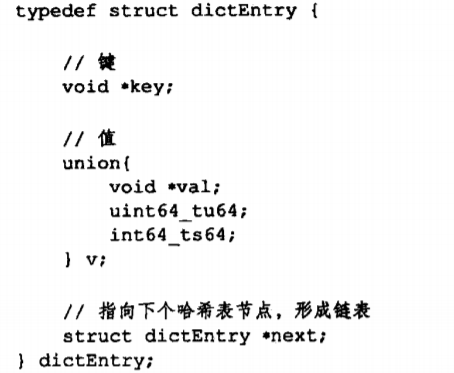 typedef struct dictEntry {
// 键
void *key;
// 值
union{
void *val;
uint64_tu64;
int64_ts64;
} v;
// 指向下个哈希表节点，形成链表
struct dictEntry *next;
} dictEntry;